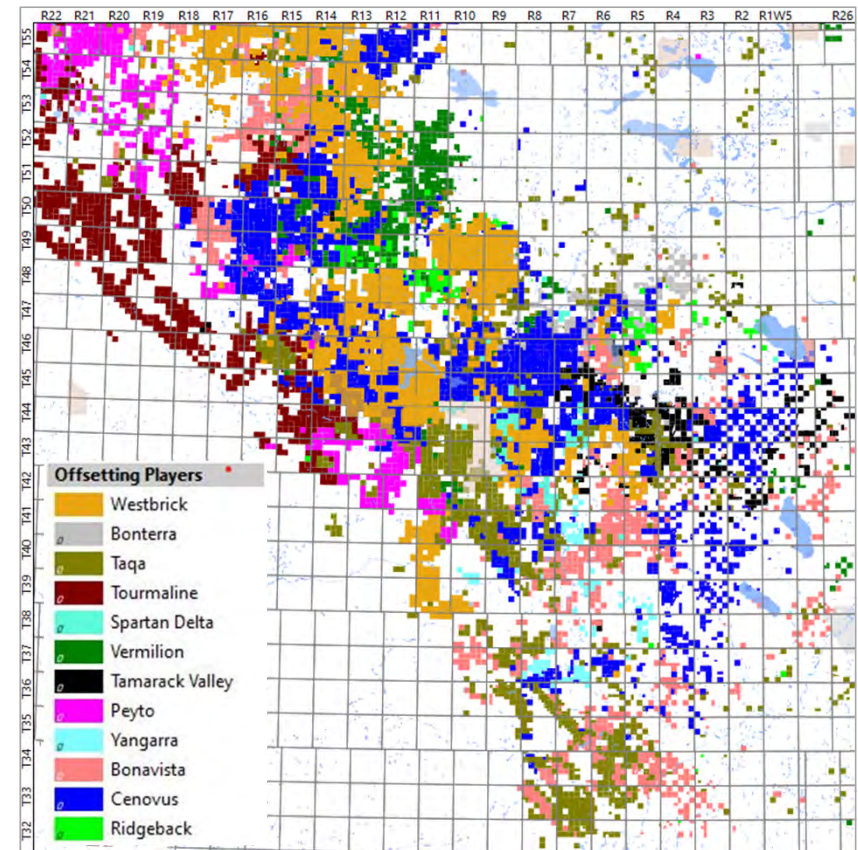 R22 R21 R20 R19 R18 R17 R16 R15 R14 R13 R12 R11 R10 R9 R8 R7 R6 R5 R4 R3 R2 R1W5 R26
T55
T54
T53
T52
T51
T50
T49
T48
T47
T46
T45
T44
T43
T42
T41
T40
T39
T38
T37
T36
T35
T34
T33
T32
Offsetting Players
Westbrick
Bonterra
Taqa
Tourmaline
Spartan Delta
Vermilion
Tamarack Valley
Peyto
Yangarra
Bonavista
Cenovus
Ridgeback